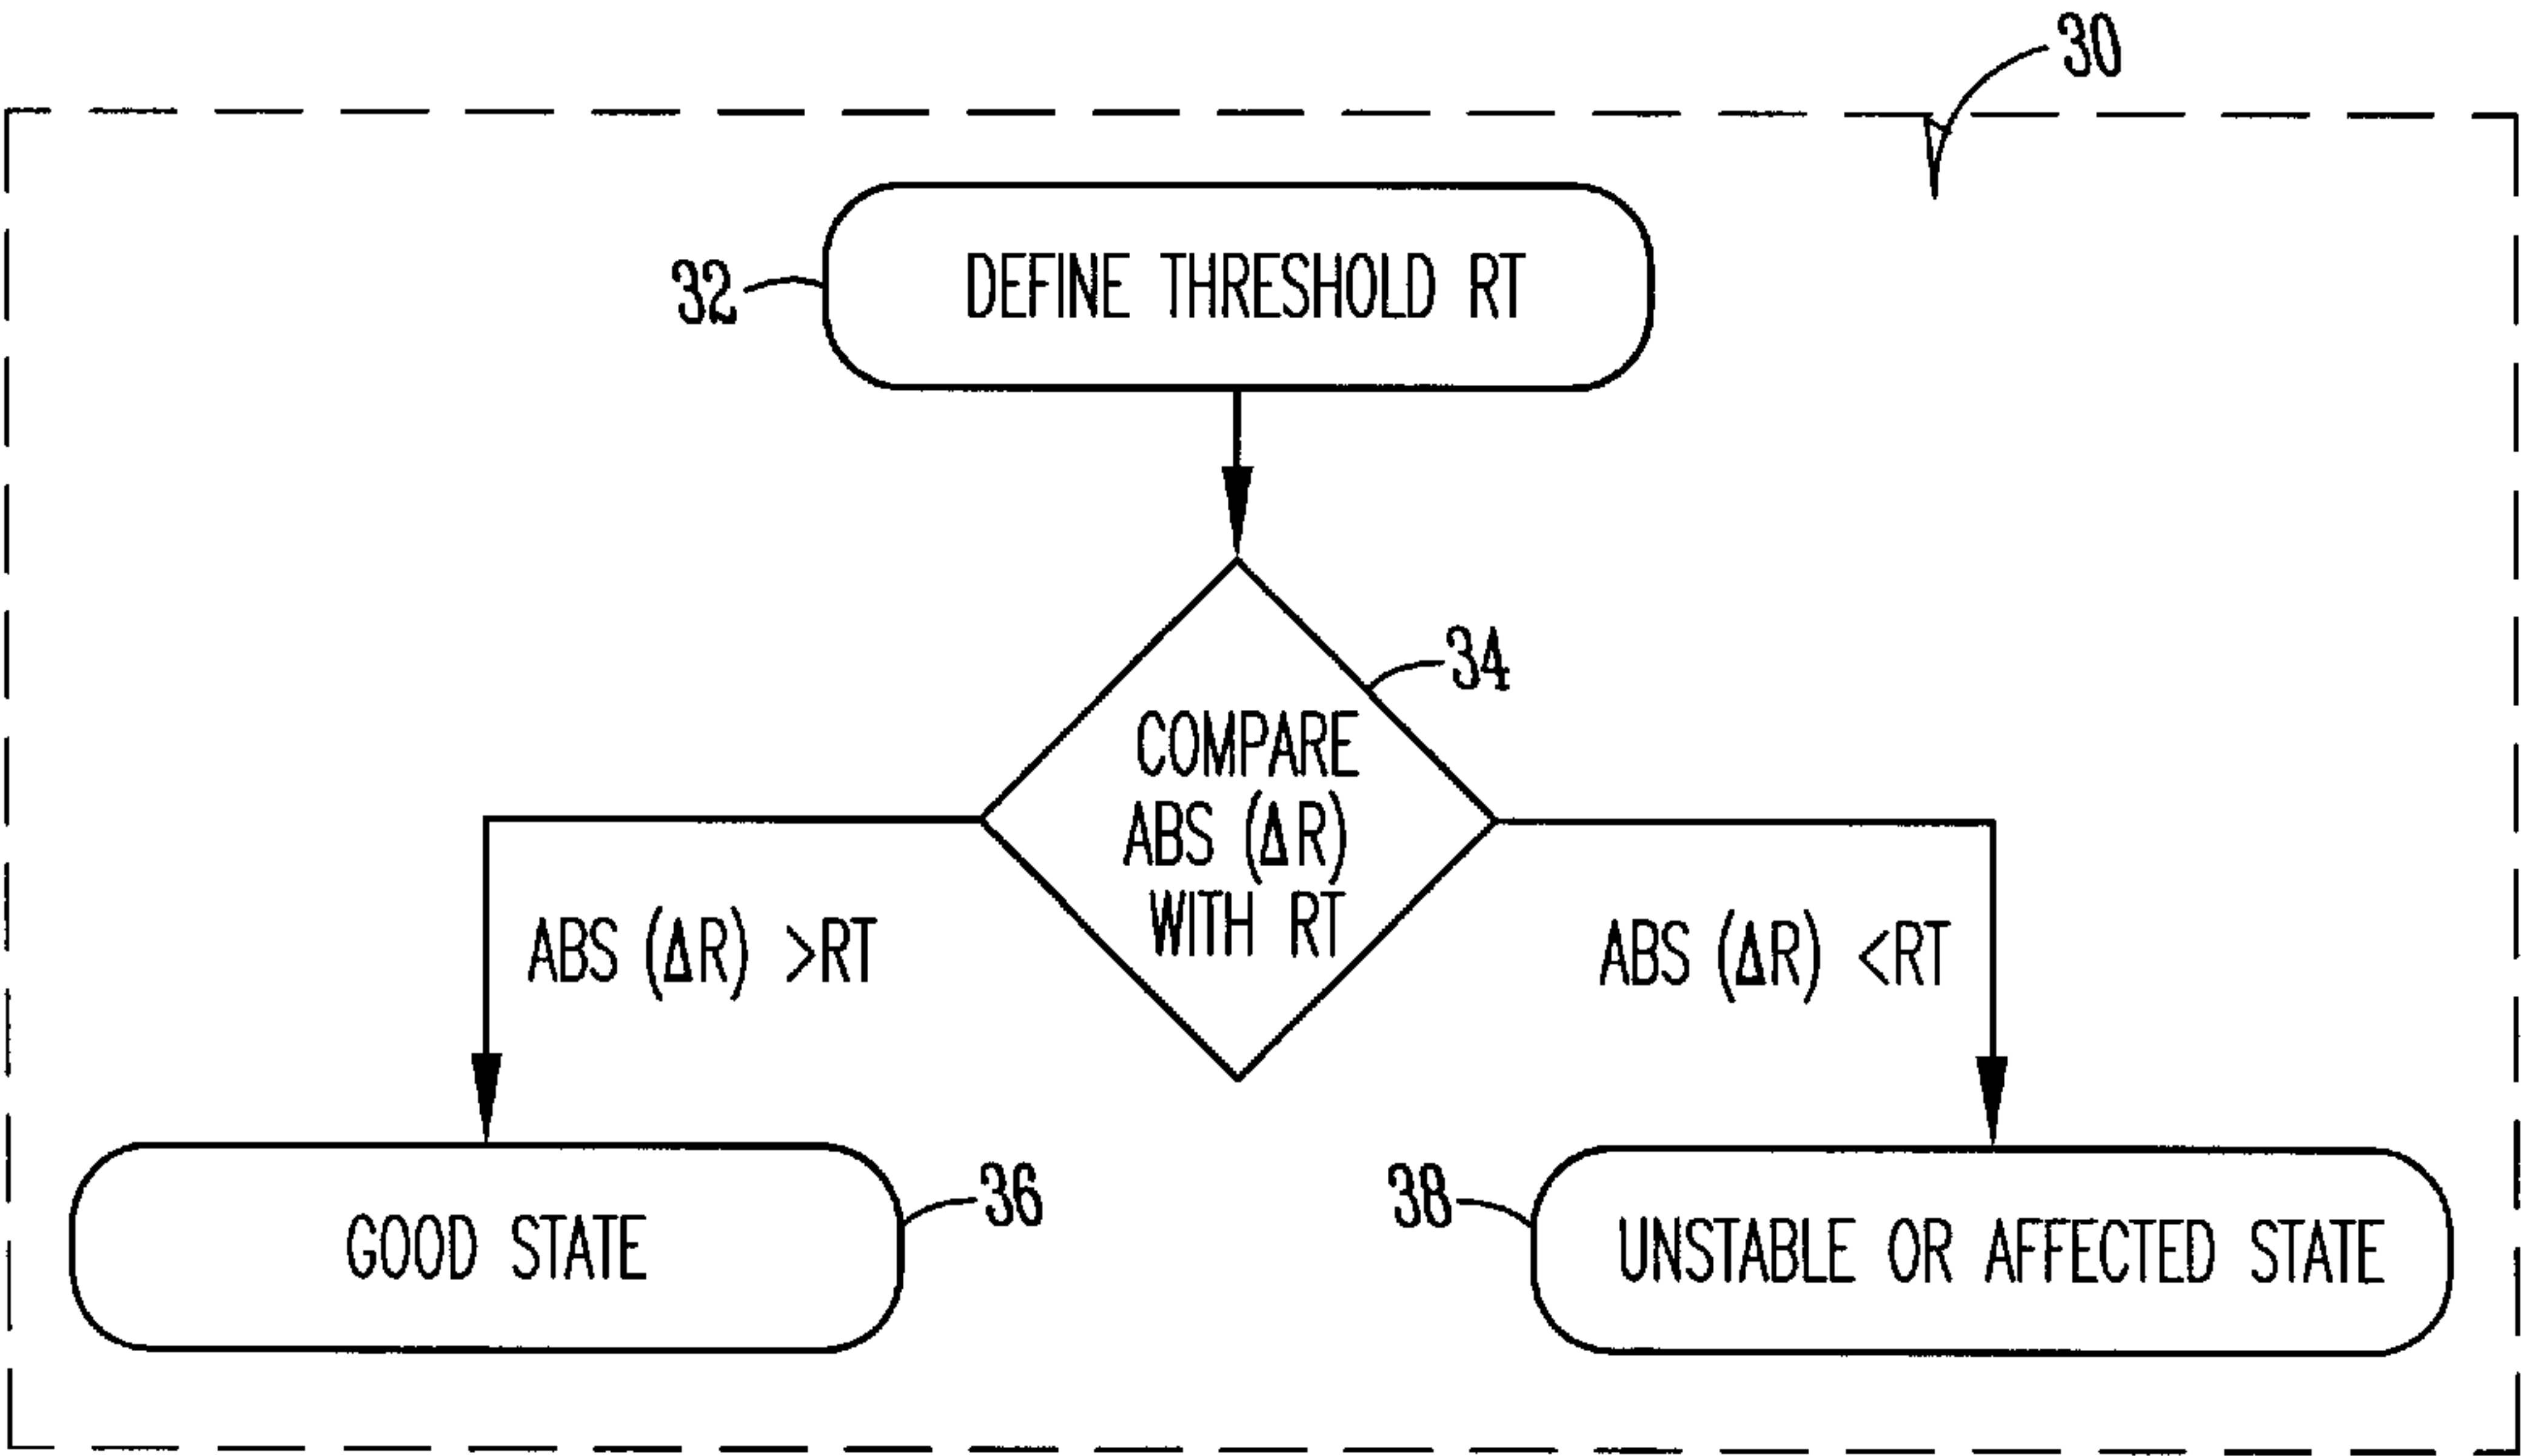 30
32
DEFINE THRESHOLD RT
34
COMPARE
ABS (ΔR)
WITH RT
ABS (ΔR) >RT
ABS (ΔR) <RT
GOOD STATE
36
38
UNSTABLE OR AFFECTED STATE